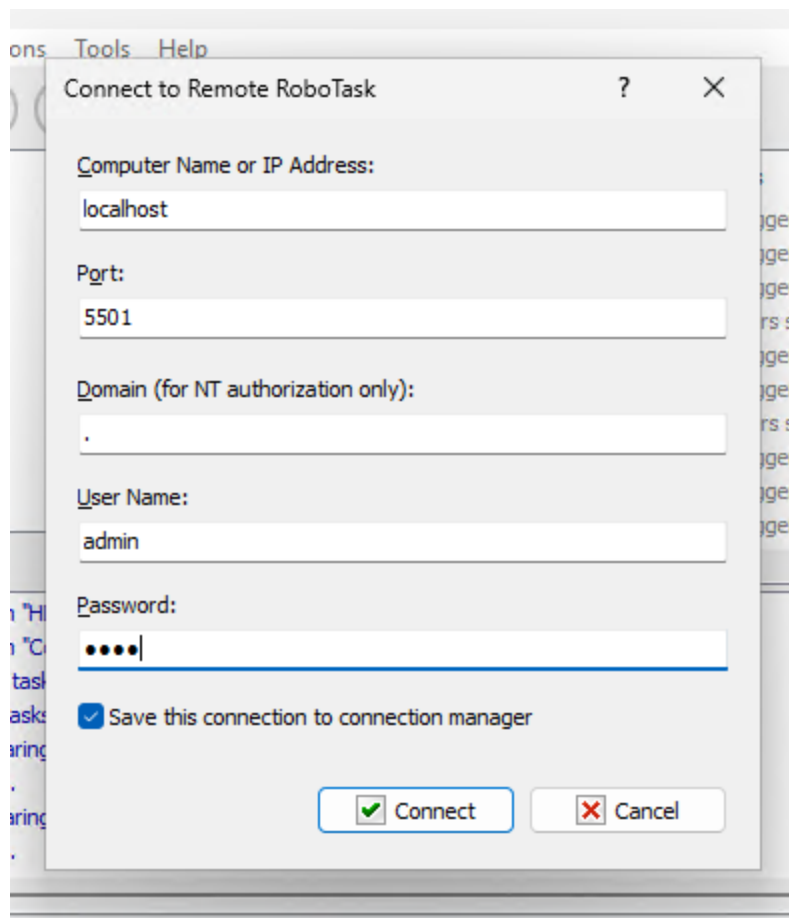 Tools Help
Connect to Remote RoboTask ?
Computer Name or IP Address:
localhost
Port:
5501
Domain (for NT authorization only):
.
User Name:
admin
Password:
••••
Save this connection to connection manager
Connect Cancel